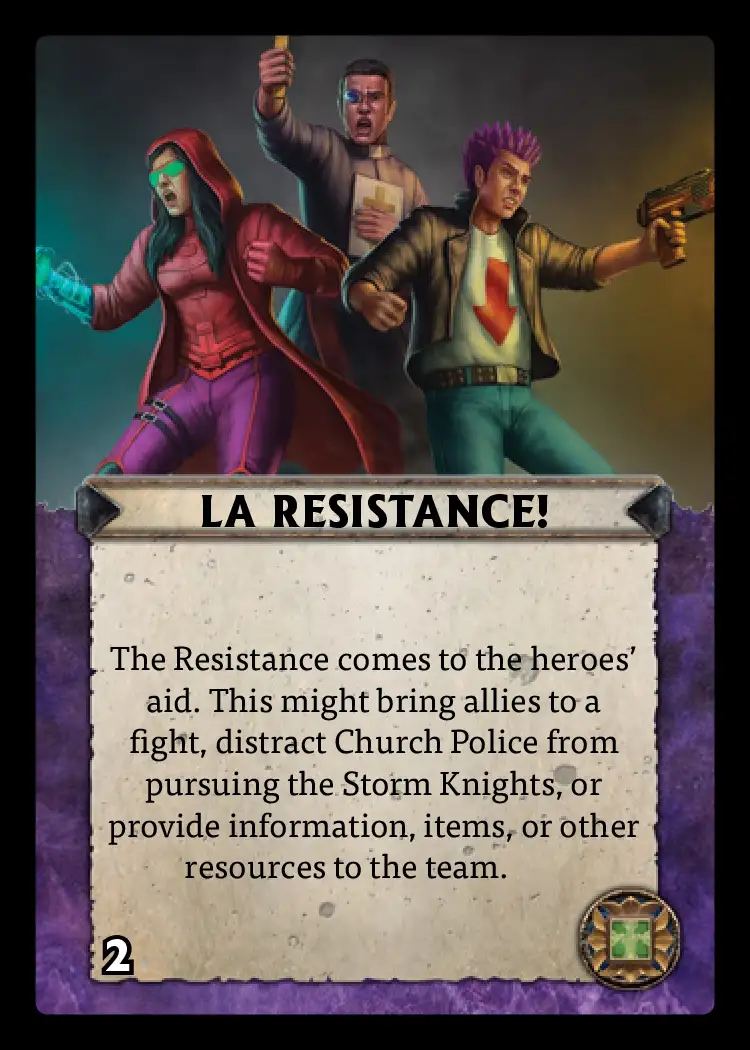 LA RESISTANCE!
The Resistance comes to the heroes’
aid. This might bring allies to a
fight, distract Church Police from
pursuing the Storm Knights, or
provide information, items, or other
resources to the team.
2